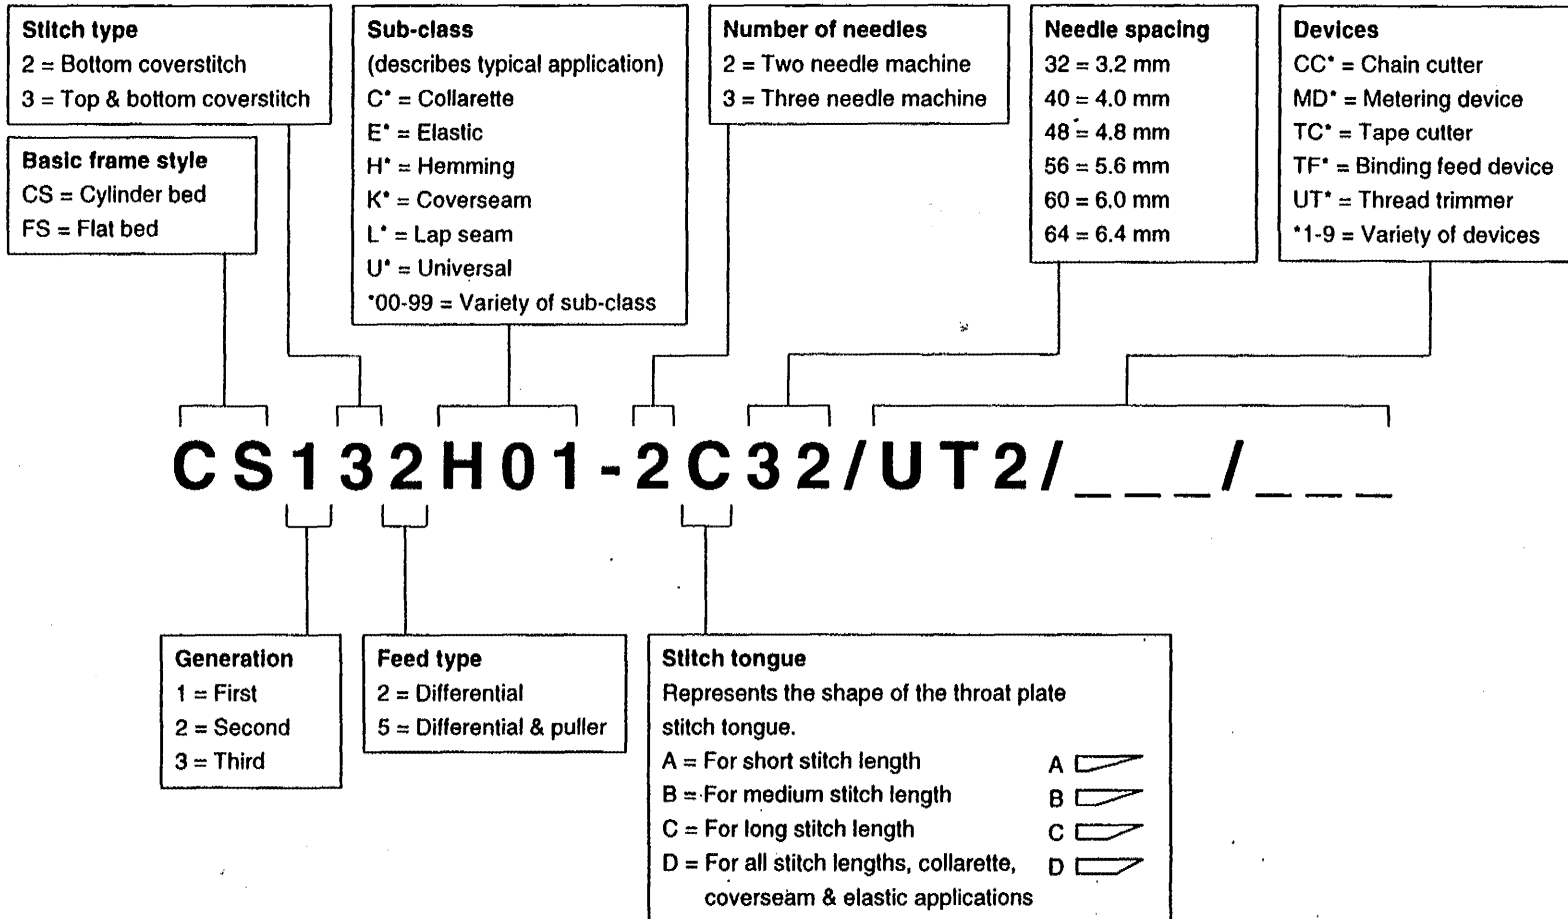 Stitch type
2 = Bottom coverstitch
3 = Top & bottom coverstitch
Basic frame style
CS = Cylinder bed
FS = Flat bed
Sub-class
(describes typical application)
C* = Collarette
E* = Elastic
H* = Hemming
K* = Coverseam
L* = Lap seam
U* = Universal
*00-99 = Variety of sub-class
Number of needles
2 = Two needle machine
3 = Three needle machine
Needle spacing
32 = 3.2 mm
40 = 4.0 mm
48 = 4.8 mm
56 = 5.6 mm
60 = 6.0 mm
64 = 6.4 mm
Devices
CC* = Chain cutter
MD* = Metering device
TC* = Tape cutter
TF* = Binding feed device
UT* = Thread trimmer
*1-9 = Variety of devices
CS132H01-2C32/UT2/___/___
Generation
1 = First
2 = Second
3 = Third
Feed type
2 = Differential
5 = Differential & puller
Stitch tongue
Represents the shape of the throat plate
stitch tongue.
A = For short stitch length A
B = For medium stitch length B
C = For long stitch length C
D = For all stitch lengths, collarette, D
coverseam & elastic applications